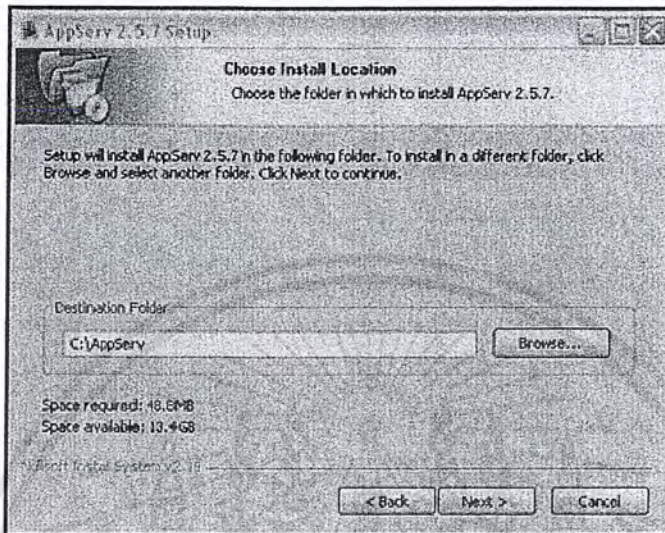 AppServ 2.5.7 Setup
Choose Install Location
Choose the folder in which to install AppServ 2.5.7.
Setup will install AppServ 2.5.7 in the following folder. To install in a different folder, click
Browse and select another folder. Click Next to continue.
Destination Folder
C:\AppServ
Browse...
Space required: 48.8MB
Space available: 13.4GB
Install System
< Back
Next >
Cancel